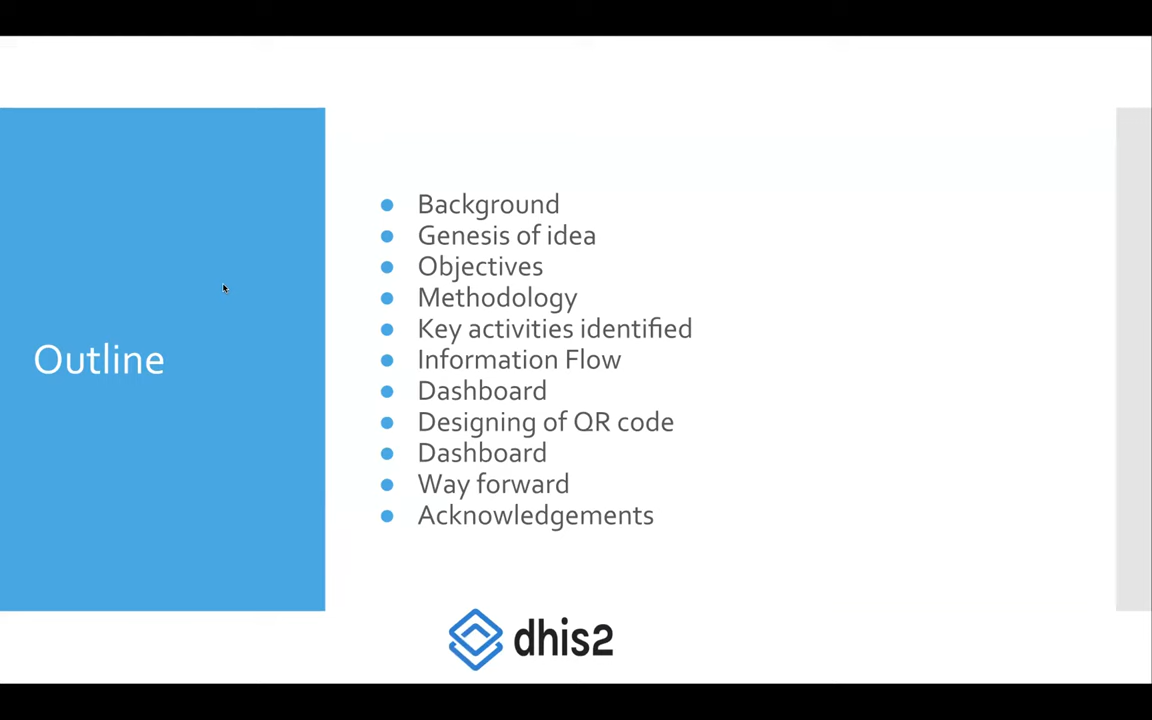 Outline
Background
Genesis of idea
Objectives
Methodology
Key activities identified
Information Flow
Dashboard
Designing of QR code
Dashboard
Way forward
Acknowledgements
dhis2